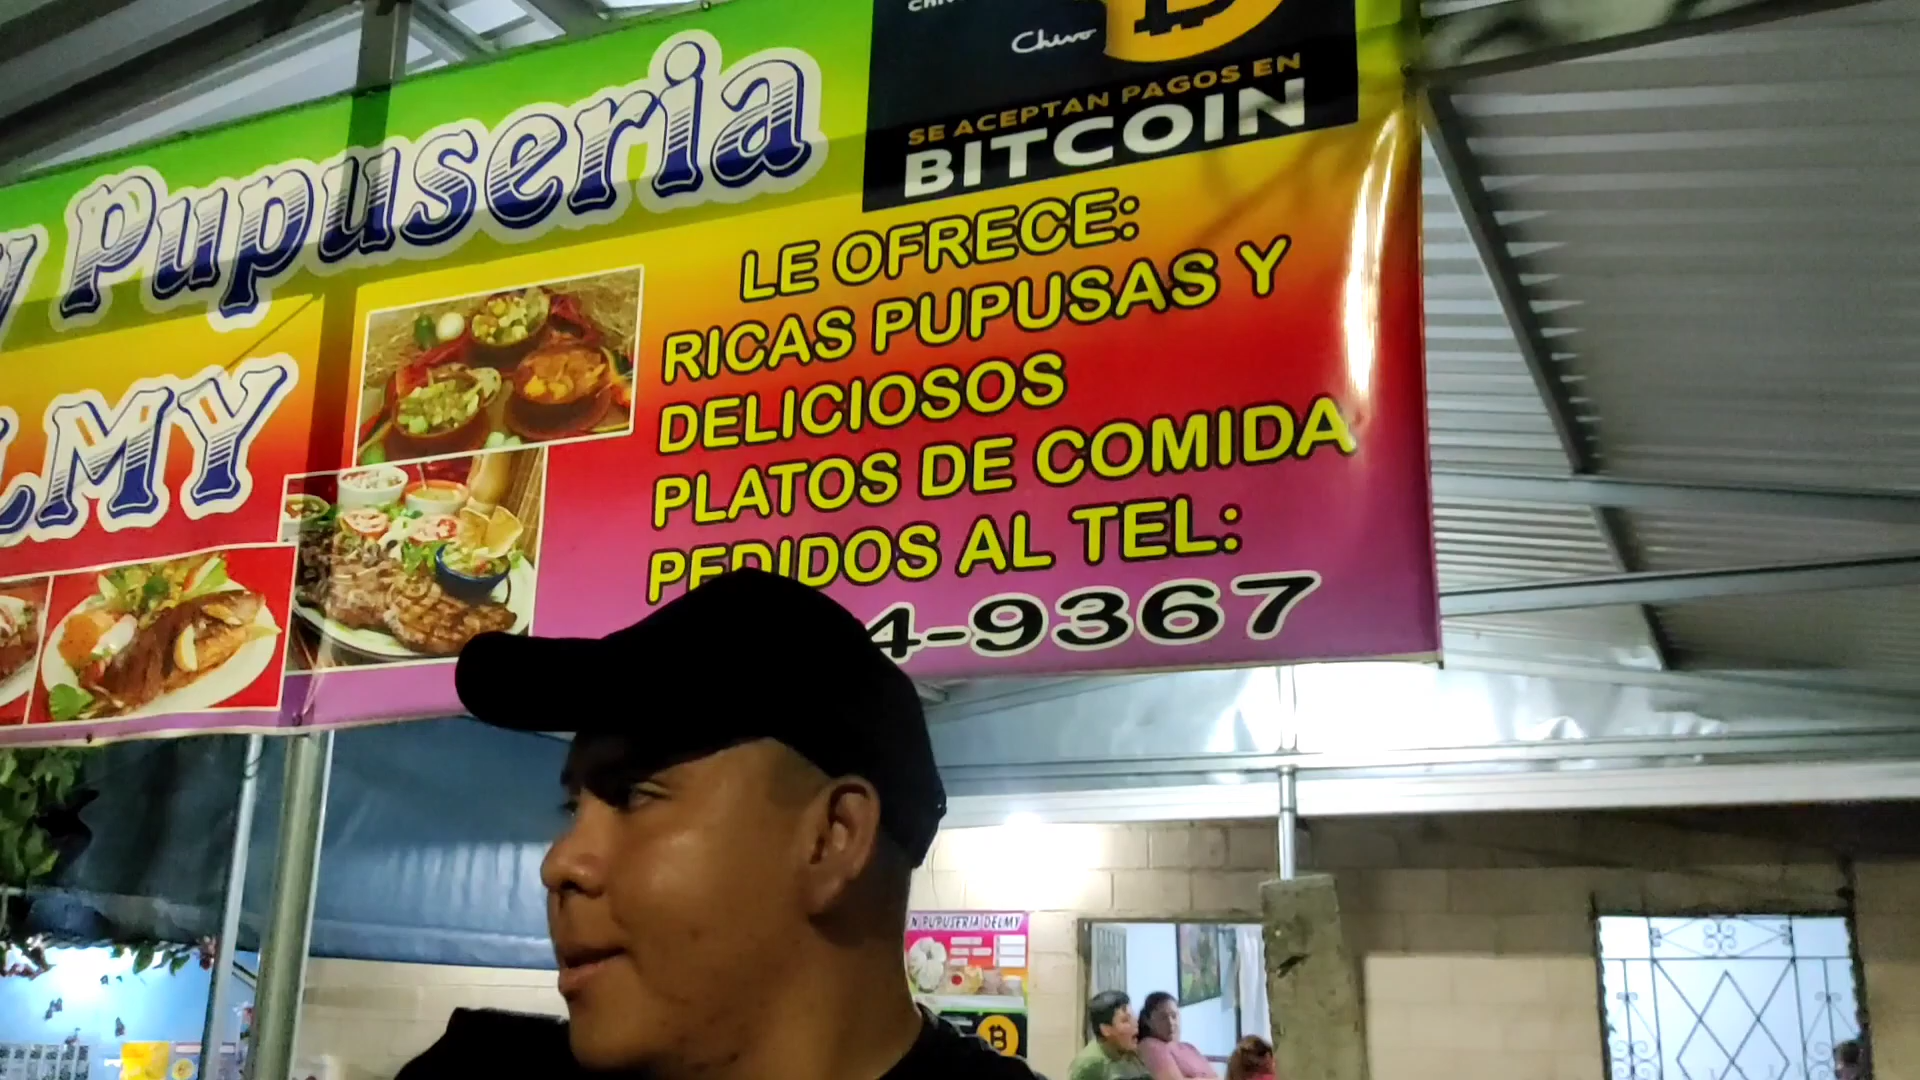 Chivo
SE ACEPTAN PAGOS EN
BITCOIN
Pupuseria
LMY
LE OFRECE:
RICAS PUPUSAS Y
DELICIOSOS
PLATOS DE COMIDA
PEDIDOS AL TEL:
4-9367
N PUPUSERIA DELMY